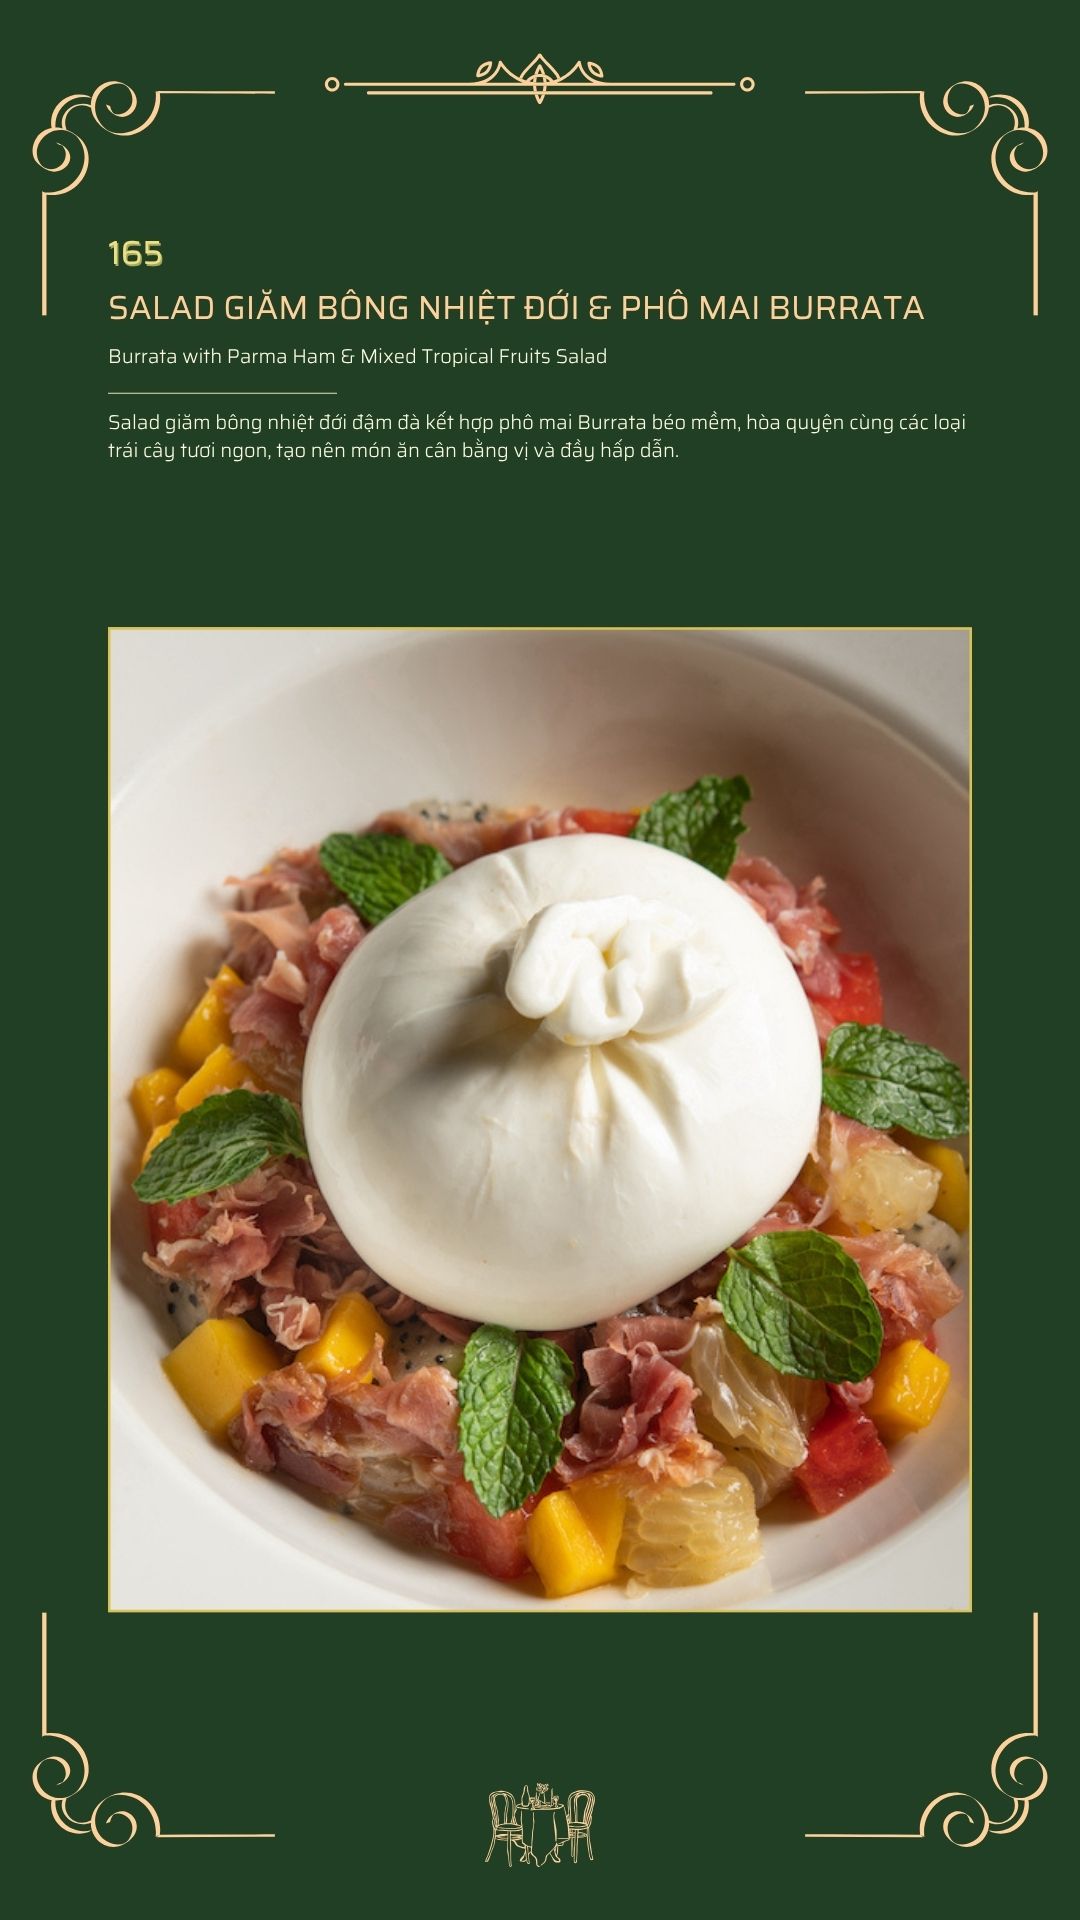 165
SALAD GIĂM BÔNG NHIỆT ĐỚI & PHÔ MAI BURRATA
Burrata with Parma Ham & Mixed Tropical Fruits Salad
Salad giăm bông nhiệt đới đậm đà kết hợp phô mai Burrata béo mềm, hòa quyện cùng các loại
trái cây tươi ngon, tạo nên món ăn cân bằng vị và đầy hấp dẫn.